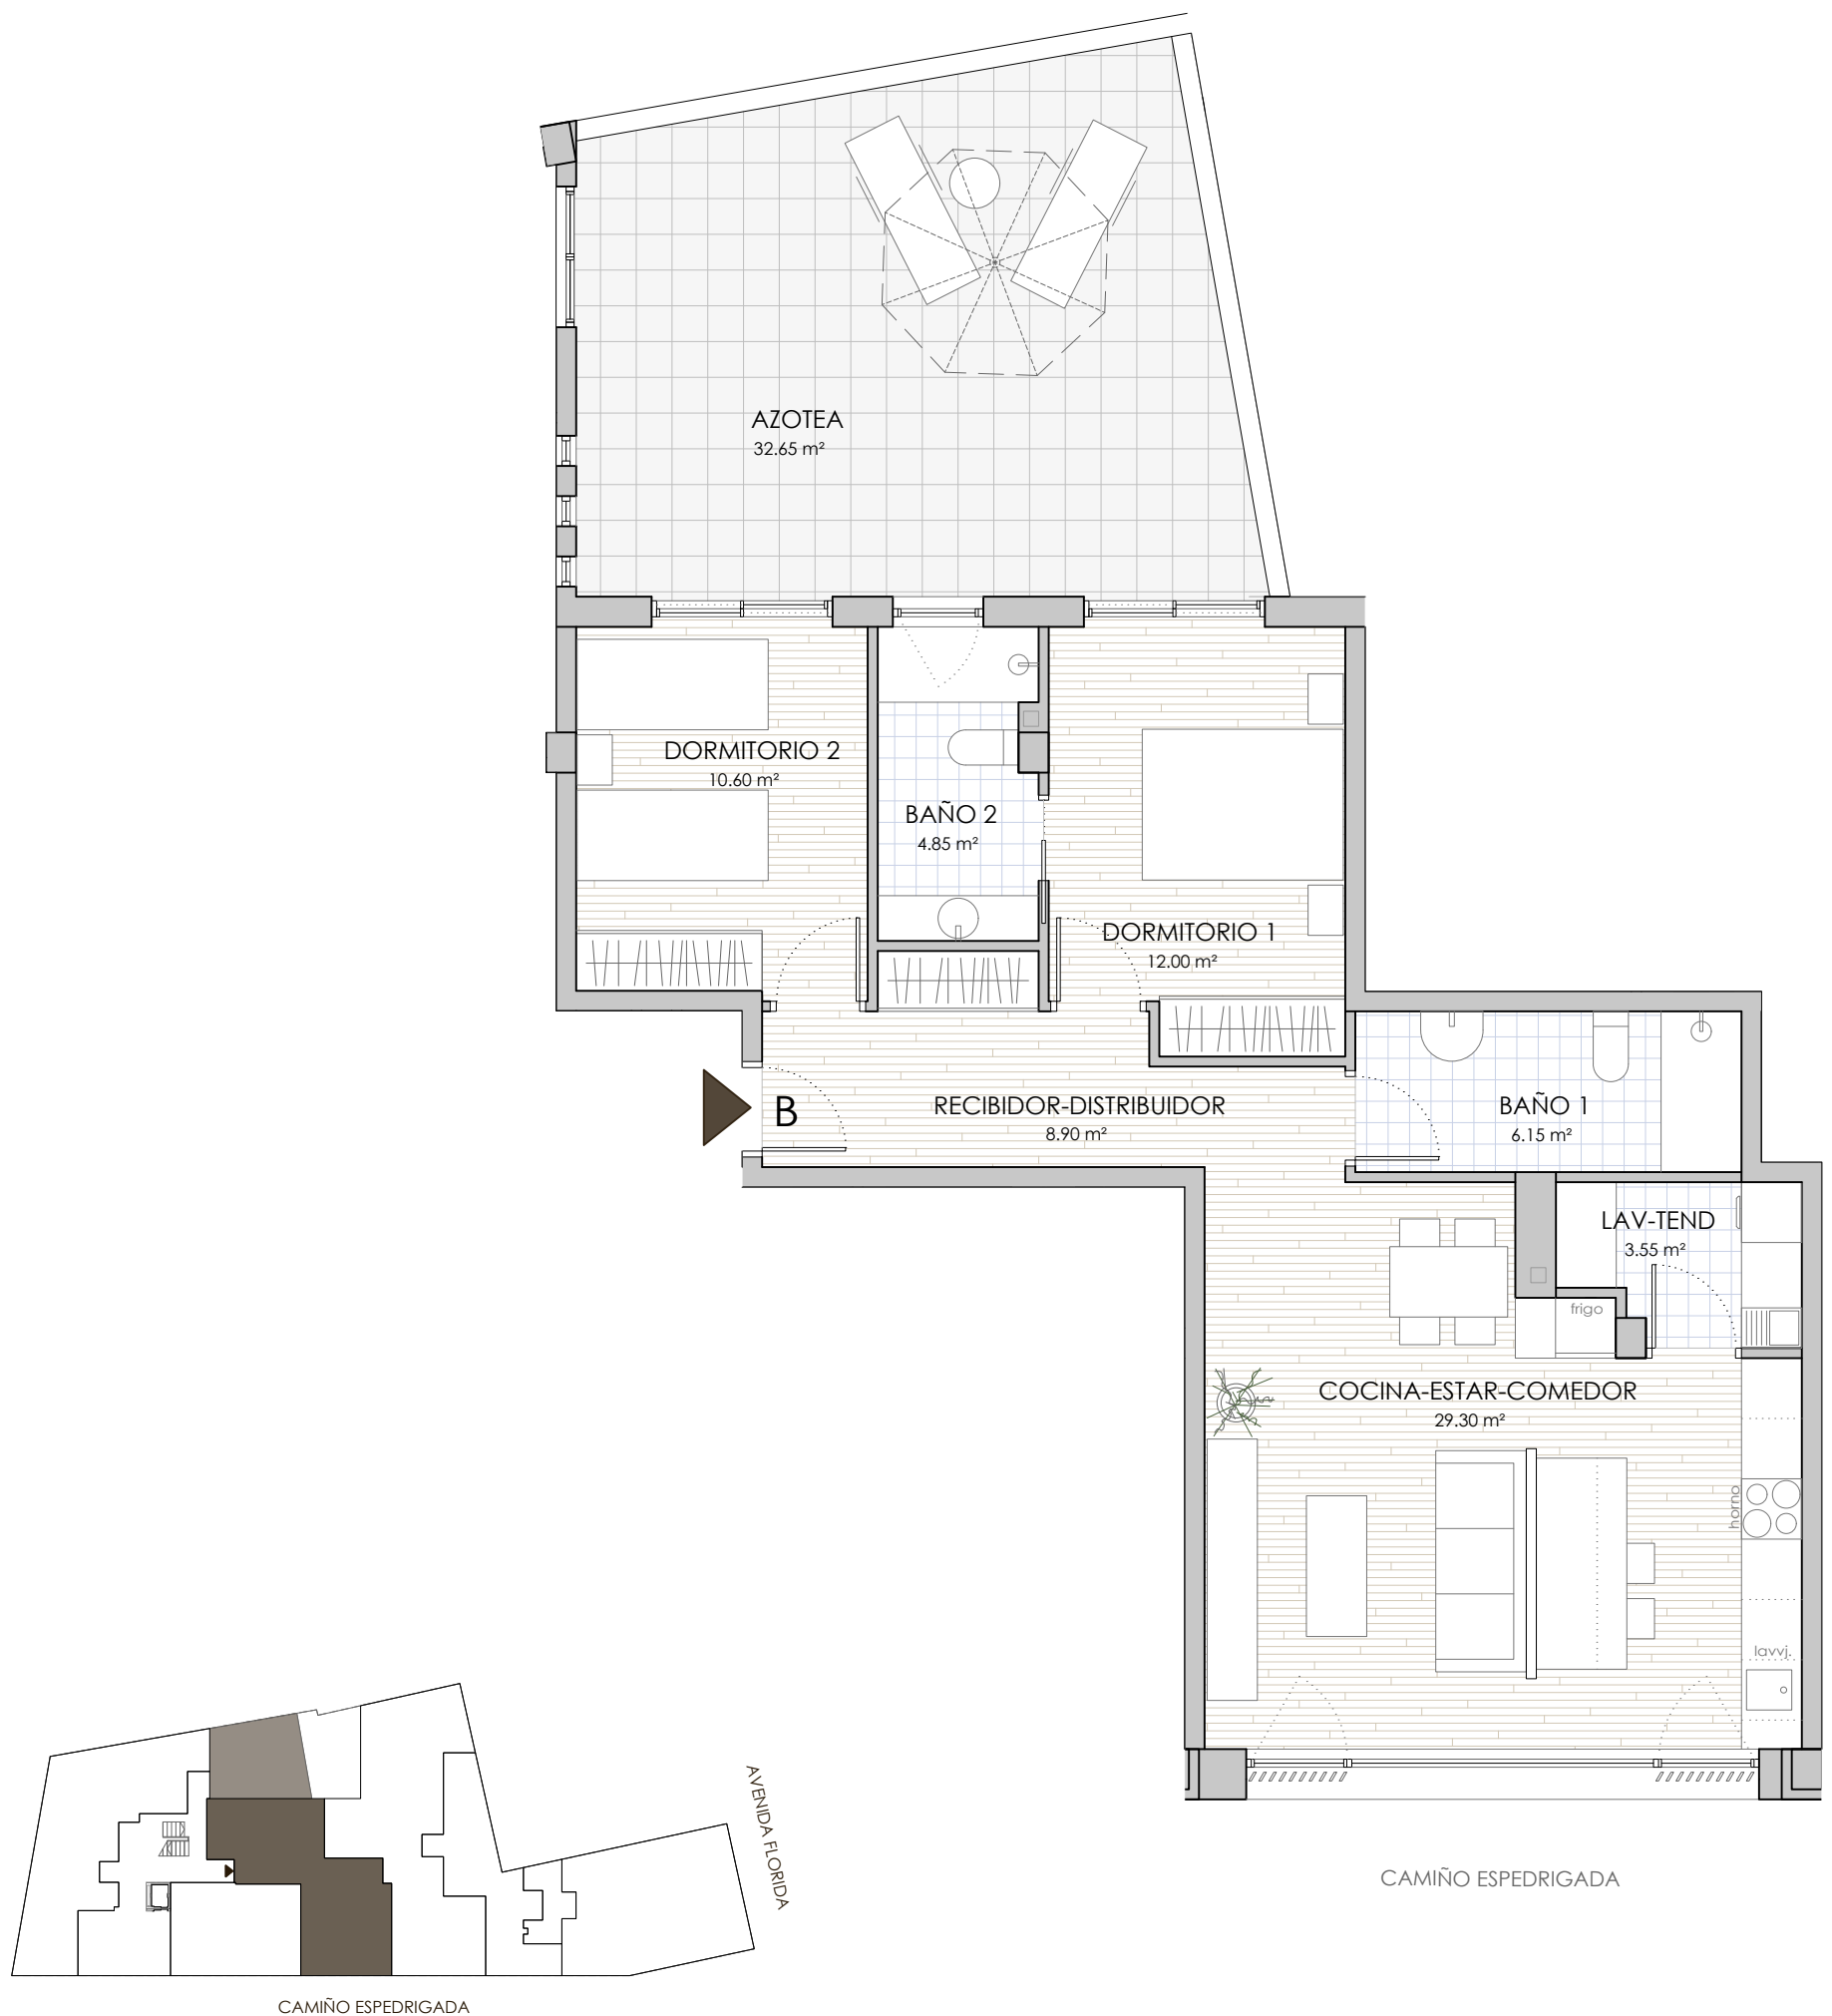 AZOTEA
32.65 m²
DORMITORIO 2
10.60 m²
BAÑO 2
4.85 m²
DORMITORIO 1
12.00 m²
B
RECIBIDOR-DISTRIBUIDOR
8.90 m²
BAÑO 1
6.15 m²
LAV-TEND
3.55 m²
frigo
COCINA-ESTAR-COMEDOR
29.30 m²
horno
lavvj.
AVENIDA FLORIDA
CAMIÑO ESPEDRIGADA
CAMIÑO ESPEDRIGADA